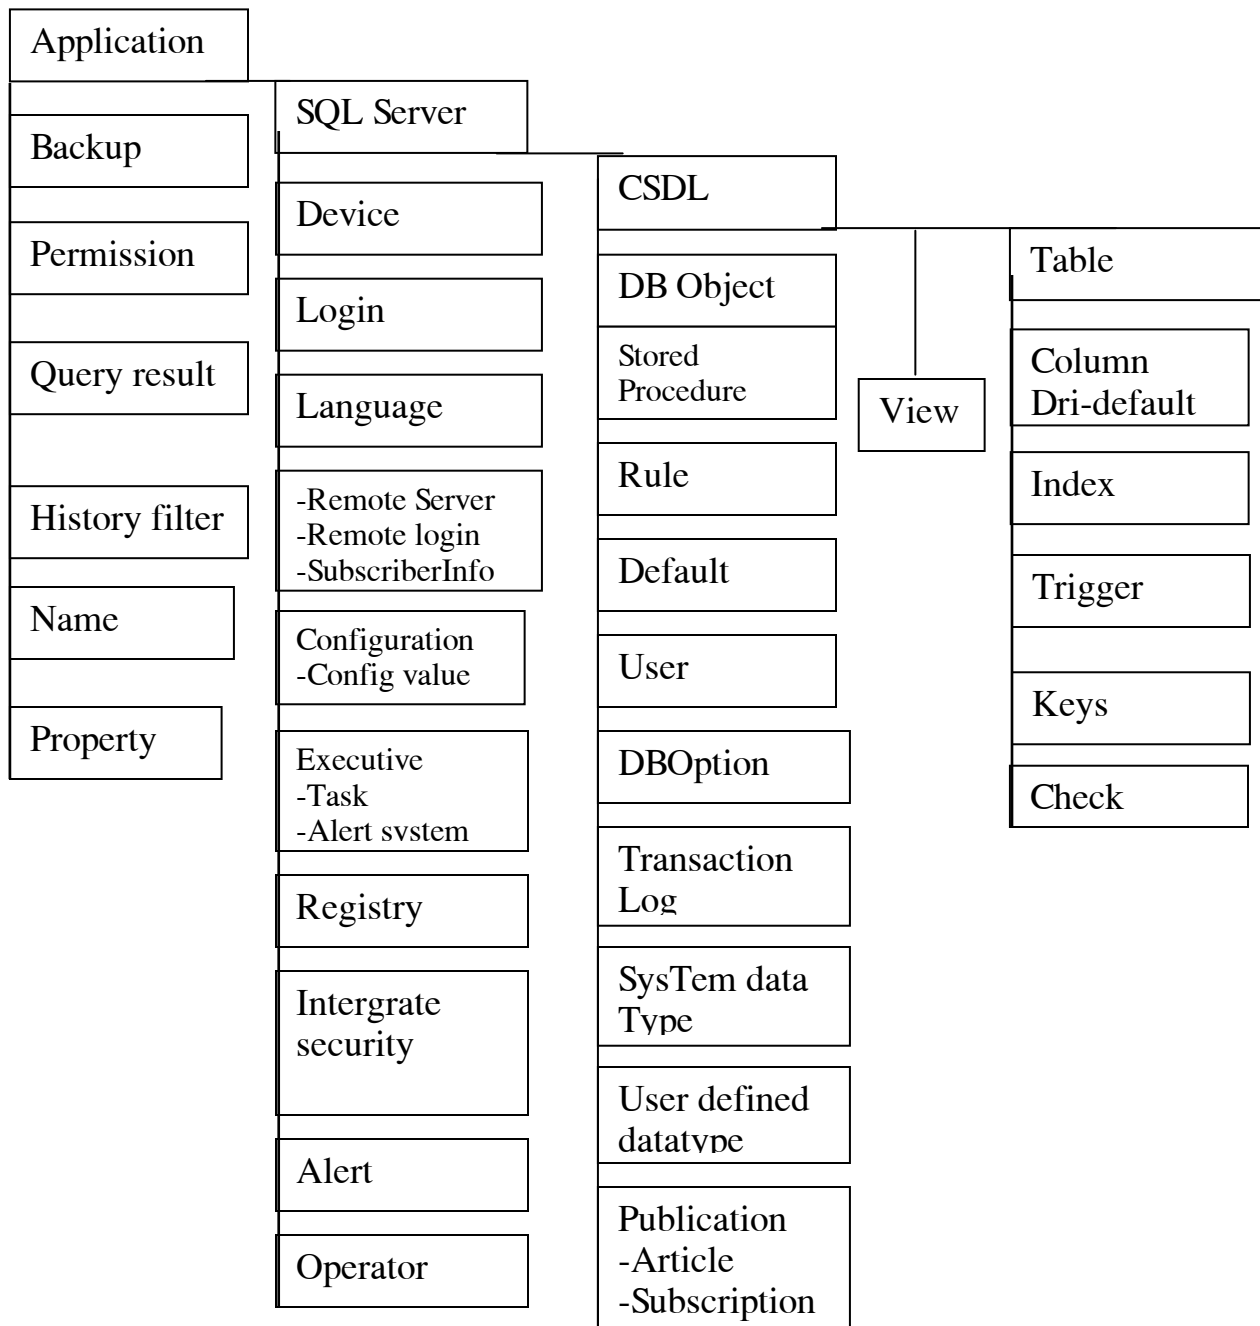 Application
Backup
Permission
Query result
History filter
Name
Property
SQL Server
Device
Login
Language
-Remote Server
-Remote login
-SubscriberInfo
Configuration
-Config value
Executive
-Task
-Alert system
Registry
Intergrate
security
Alert
Operator
CSDL
DB Object
Stored
Procedure
Rule
Default
User
DBOption
Transaction
Log
SysTem data
Type
User defined
datatype
Publication
-Article
-Subscription
View
Table
Column
Dri-default
Index
Trigger
Keys
Check